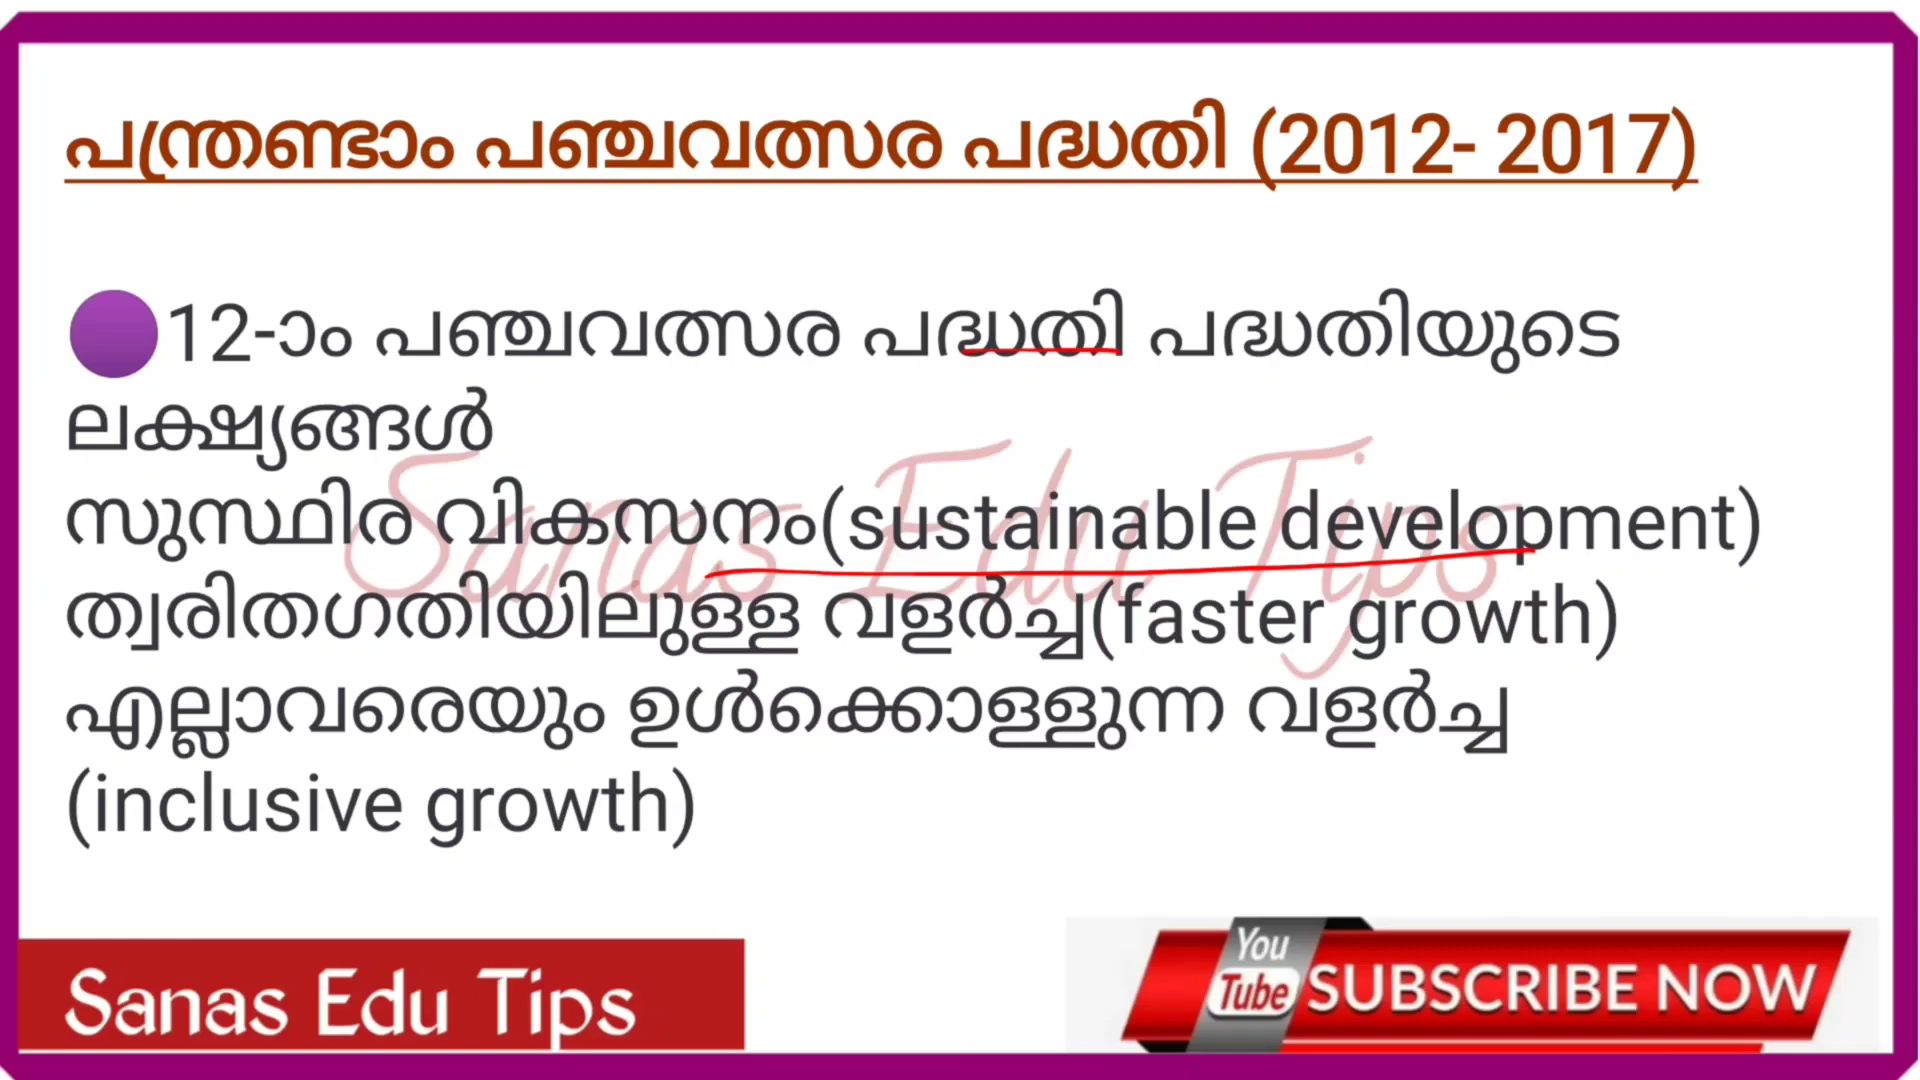 പന്ത്രണ്ടാം പഞ്ചവത്സര പദ്ധതി (2012- 2017)
12-ാം പഞ്ചവത്സര പദ്ധതി പദ്ധതിയുടെ
ലക്ഷ്യങ്ങൾ
സുസ്ഥിര വികസനം(sustainable development)
ത്വരിതഗതിയിലുള്ള വളർച്ച(faster growth)
എല്ലാവരെയും ഉൾക്കൊള്ളുന്ന വളർച്ച
(inclusive growth)
Sanas Edu Tips
Sanas Edu Tips
You
Tube SUBSCRIBE NOW